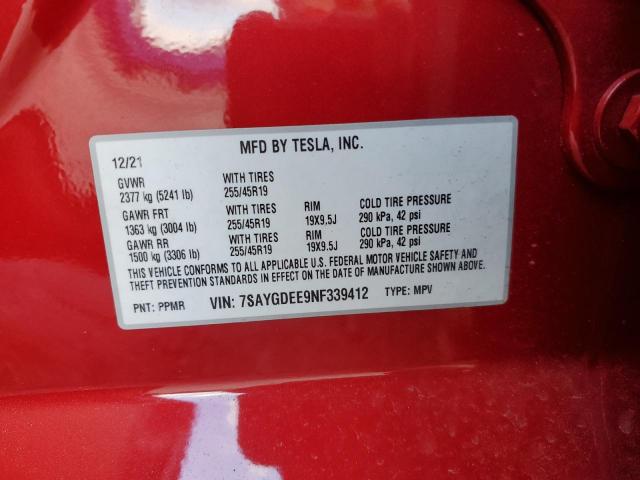 MFD BY TESLA, INC.
12/21
GVWR WITH TIRES
2377 kg (5241 lb) 255/45R19
GAWR FRT WITH TIRES RIM COLD TIRE PRESSURE
1363 kg (3004 lb) 255/45R19 19X9.5J 290 kPa, 42 psi
GAWR RR WITH TIRES RIM COLD TIRE PRESSURE
1500 kg (3306 lb) 255/45R19 19X9.5J 290 kPa, 42 psi
THIS VEHICLE CONFORMS TO ALL APPLICABLE U.S. FEDERAL MOTOR VEHICLE SAFETY AND
THEFT PREVENTION STANDARDS IN EFFECT ON THE DATE OF MANUFACTURE SHOWN ABOVE.
PNT: PPMR VIN: 7SAYGDEE9NF339412 TYPE: MPV